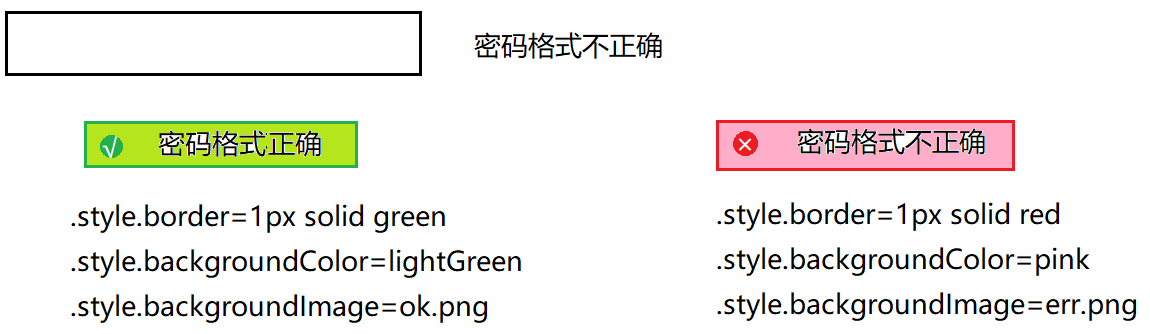 密码格式不正确
密码格式正确
密码格式不正确
.style.border=1px solid green
.style.border=1px solid red
.style.backgroundColor=lightGreen
.style.backgroundColor=pink
.style.backgroundImage=ok.png
.style.backgroundImage=err.png